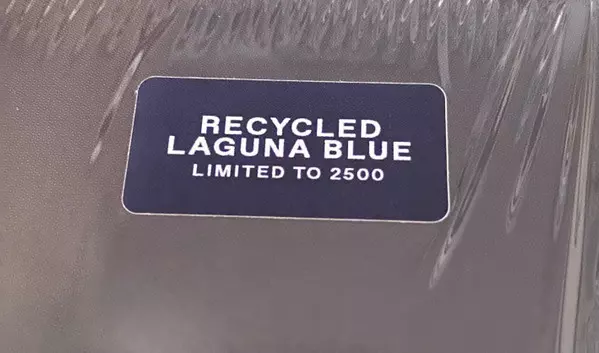 RECYCLED
LAGUNA BLUE
LIMITED TO 2500